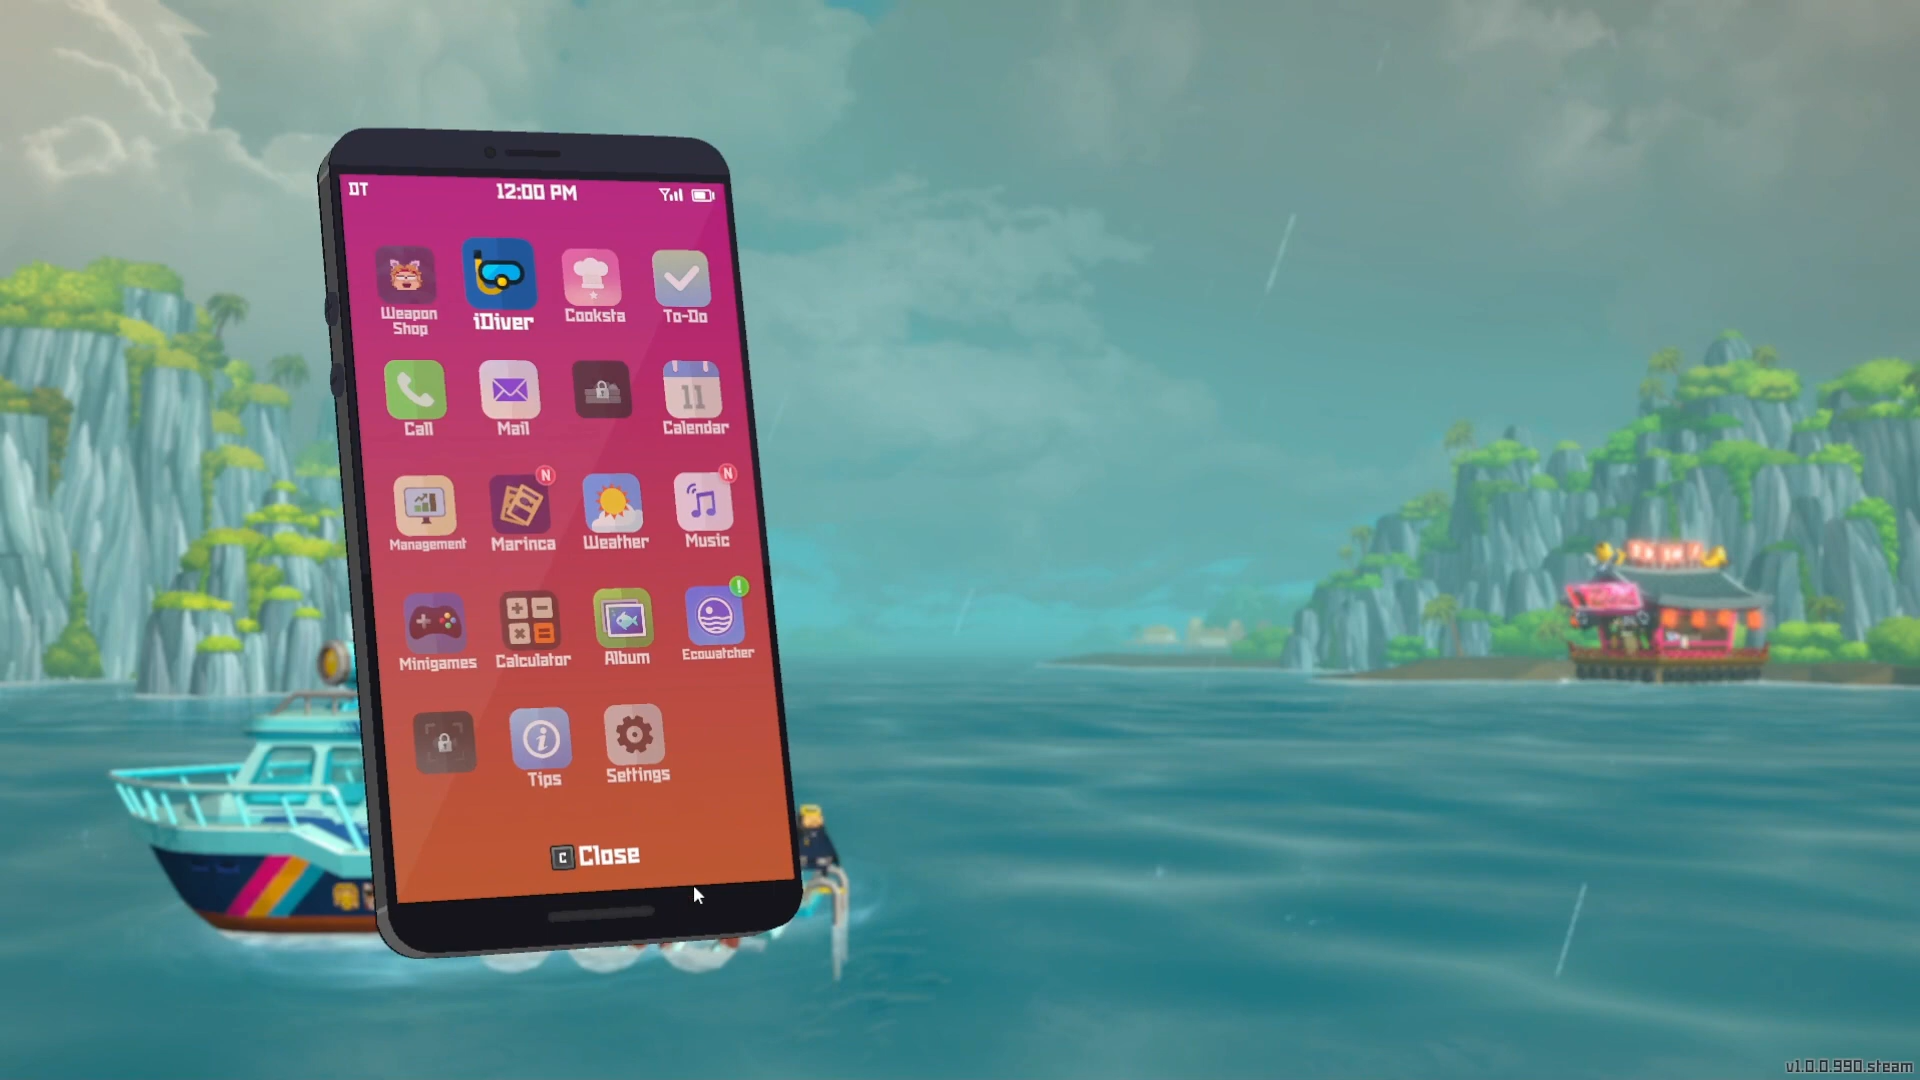 DT
12:00 PM
Weapon
Shop
iDiver
Cooksta
To-Do
Call
Mail
11
Calendar
N
N
Management
Marinca
Weather
Music
!
Minigames
Calculator
Album
Ecowatcher
i
Tips
Settings
C Close
v1.0.0.990.steam